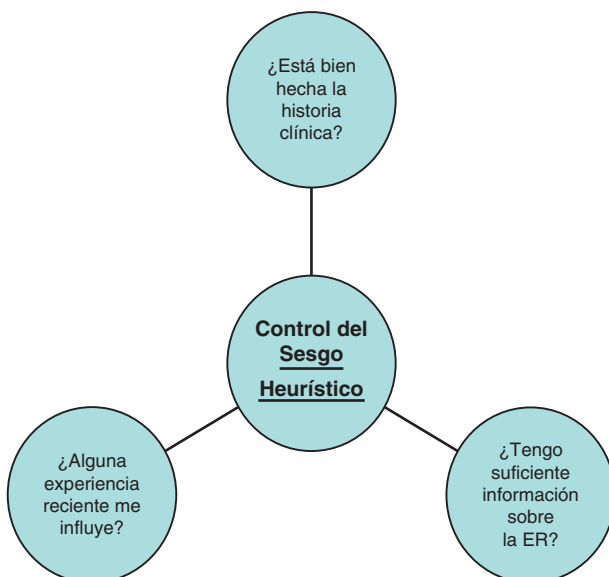 ¿Está bien
hecha la
historia
clínica?
Control del
Sesgo
Heurístico
¿Alguna
experiencia
reciente me
influye?
¿Tengo
suficiente
información
sobre
la ER?